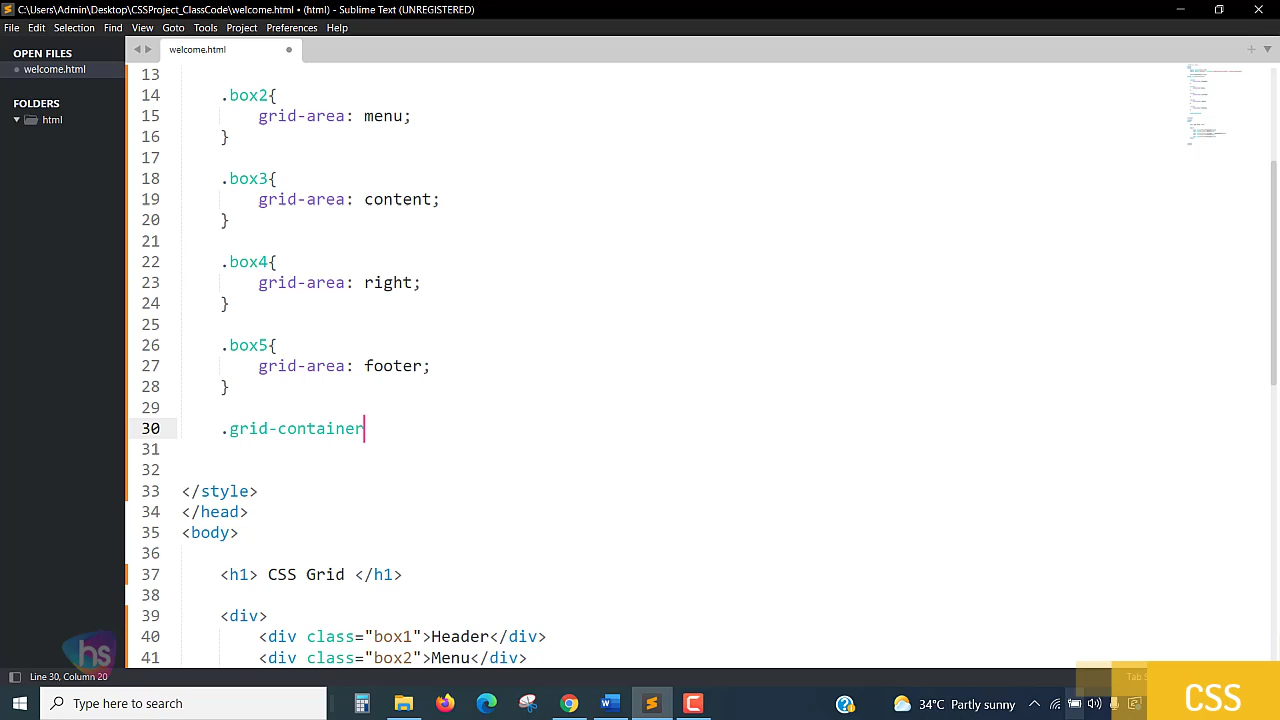 C:\Users\Admin\Desktop\CSSProject_ClassCode\welcome.html • (html) - Sublime Text (UNREGISTERED)
File Edit Selection Find View Goto Tools Project Preferences Help
OPEN FILES
welcome.html
FOLDERS
html
welcome.html
13
14 .box2{
15 grid-area: menu;
16 }
17
18 .box3{
19 grid-area: content;
20 }
21
22 .box4{
23 grid-area: right;
24 }
25
26 .box5{
27 grid-area: footer;
28 }
29
30 .grid-container
31
32
33 </style>
34 </head>
35 <body>
36
37 <h1> CSS Grid </h1>
38
39 <div>
40 <div class="box1">Header</div>
41 <div class="box2">Menu</div>
hs
Line 30, Column 20
Tab S
Type here to search
34°C Partly sunny
CSS